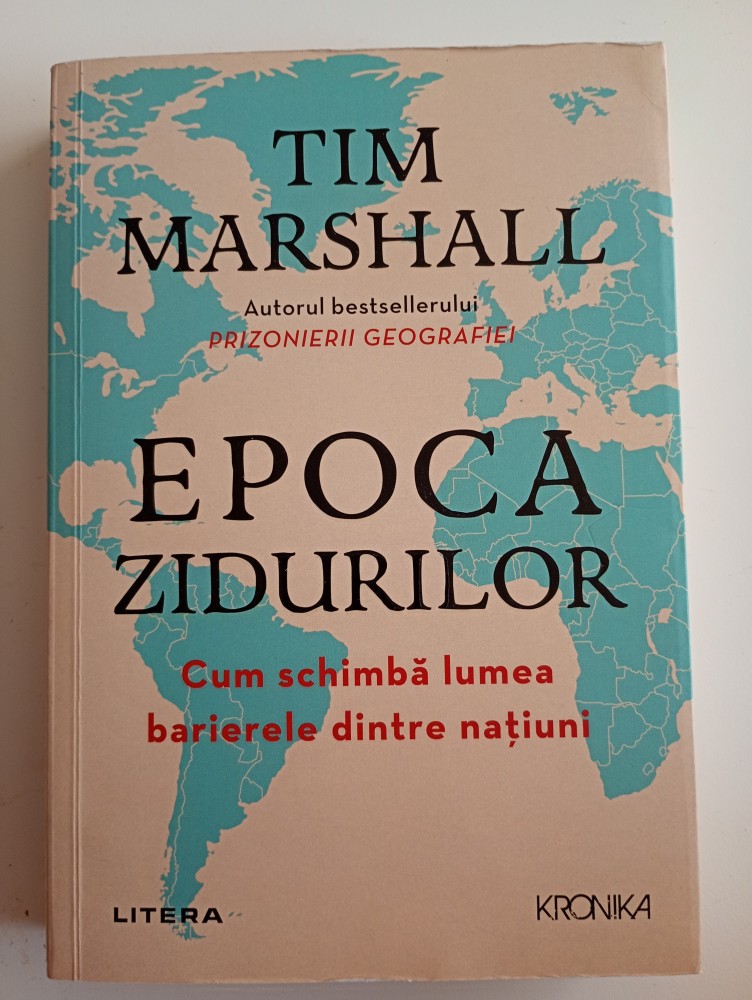 TIM
MARSHALL
Autorul bestsellerului
PRIZONIERII GEOGRAFIEI
EPOCA
ZIDURILOR
Cum schimbă lumea
barierele dintre națiuni
LITERA
KRONIKA